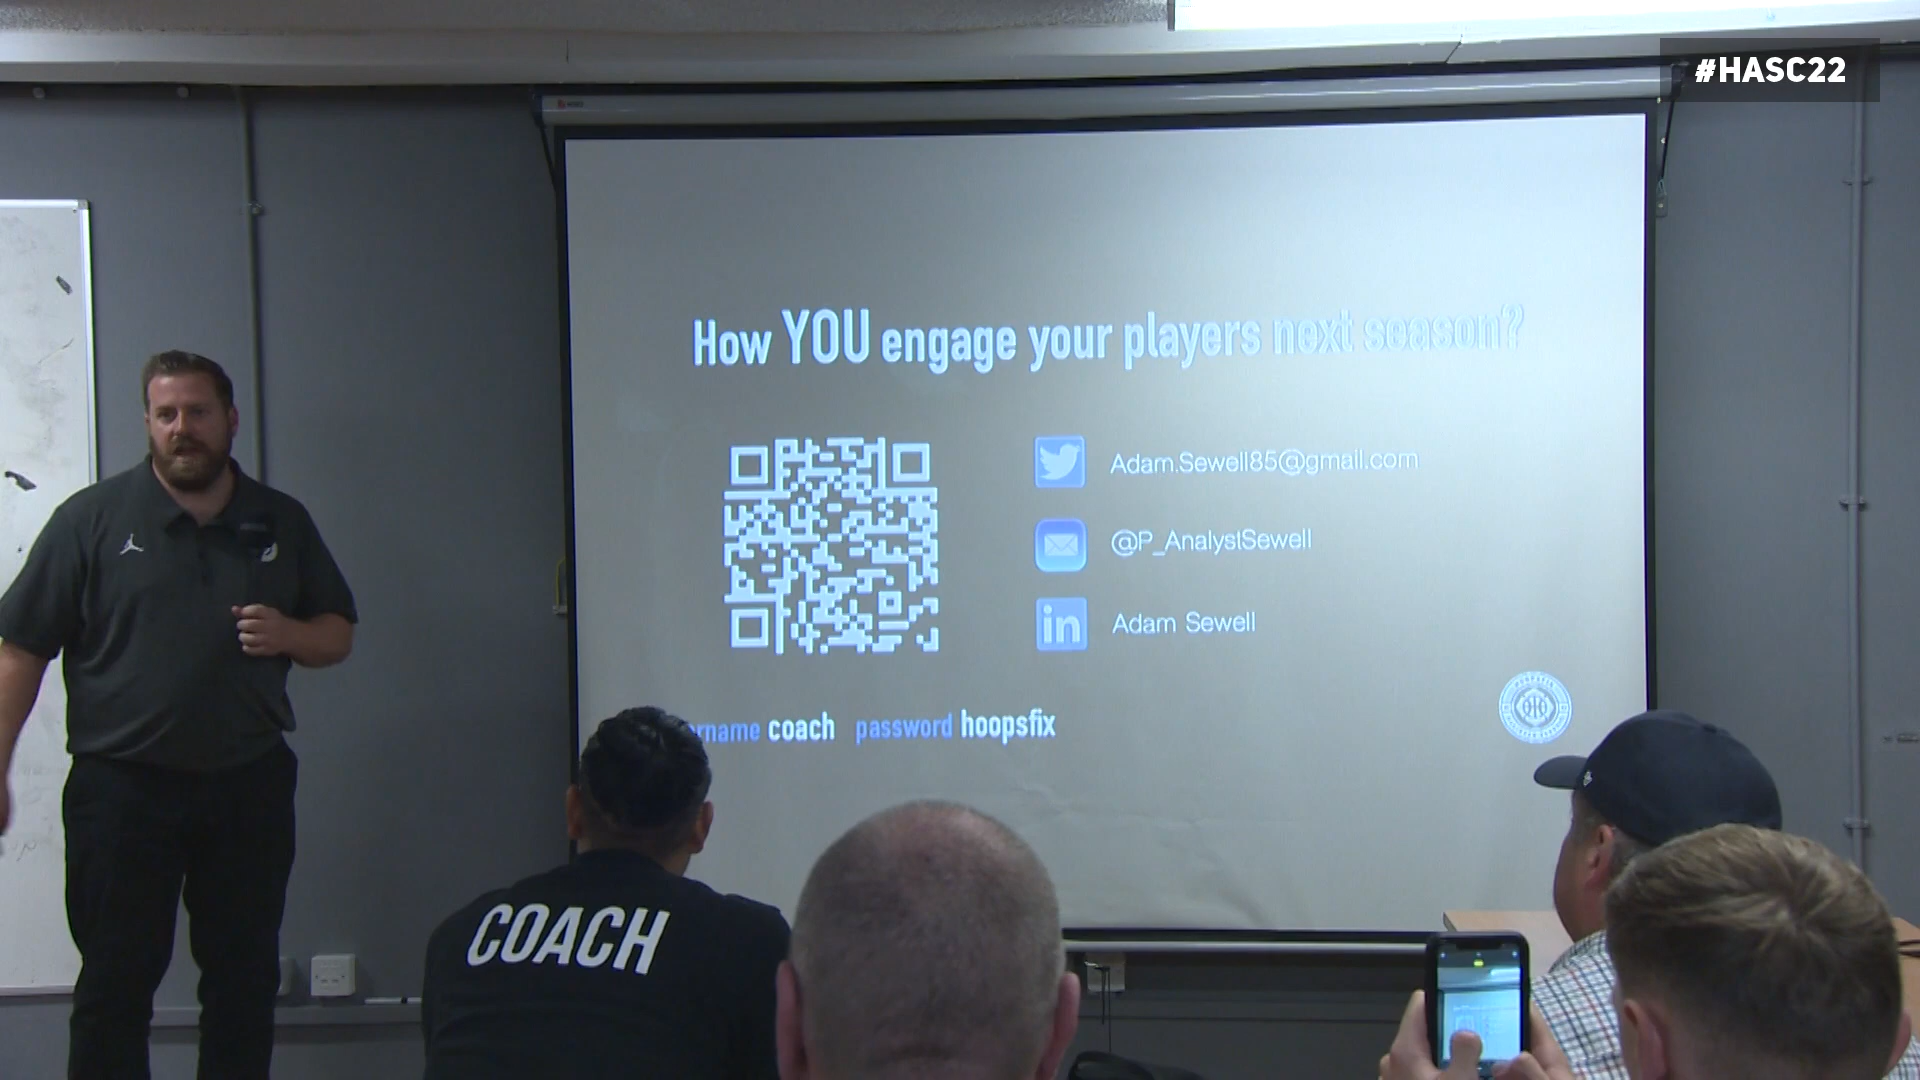 #HASC22
How YOU engage your players next season?
Adam.Sewell85@gmail.com
@P_AnalystSewell
in Adam Sewell
coach password hoopsfix
COACH